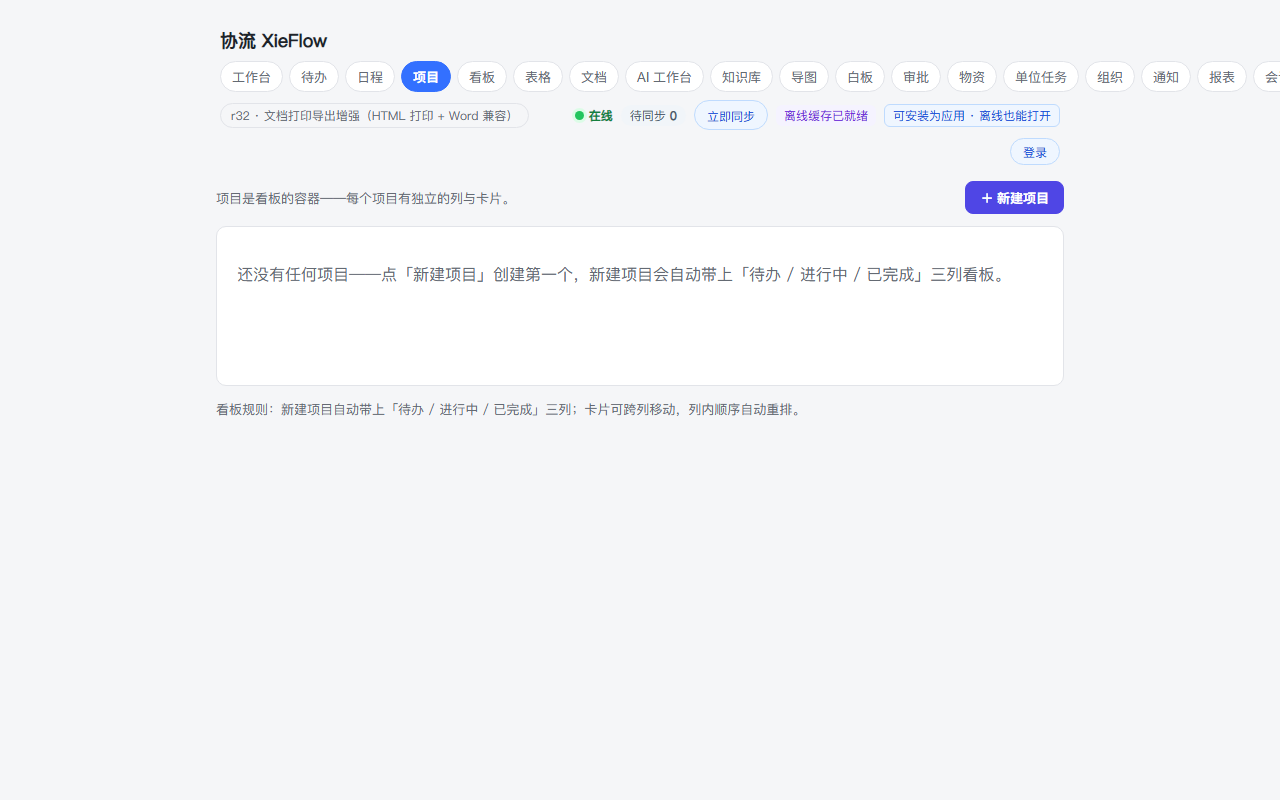 协流 XieFlow
工作台 待办 日程 项目 看板 表格 文档 AI 工作台 知识库 导图 白板 审批 物资 单位任务 组织 通知 报表 会
r32 · 文档打印导出增强（HTML 打印 + Word 兼容） 在线 待同步 0 立即同步 离线缓存已就绪 可安装为应用 · 离线也能打开
登录
项目是看板的容器——每个项目有独立的列与卡片。 ＋ 新建项目
还没有任何项目——点「新建项目」创建第一个，新建项目会自动带上「待办 / 进行中 / 已完成」三列看板。
看板规则：新建项目自动带上「待办 / 进行中 / 已完成」三列；卡片可跨列移动，列内顺序自动重排。